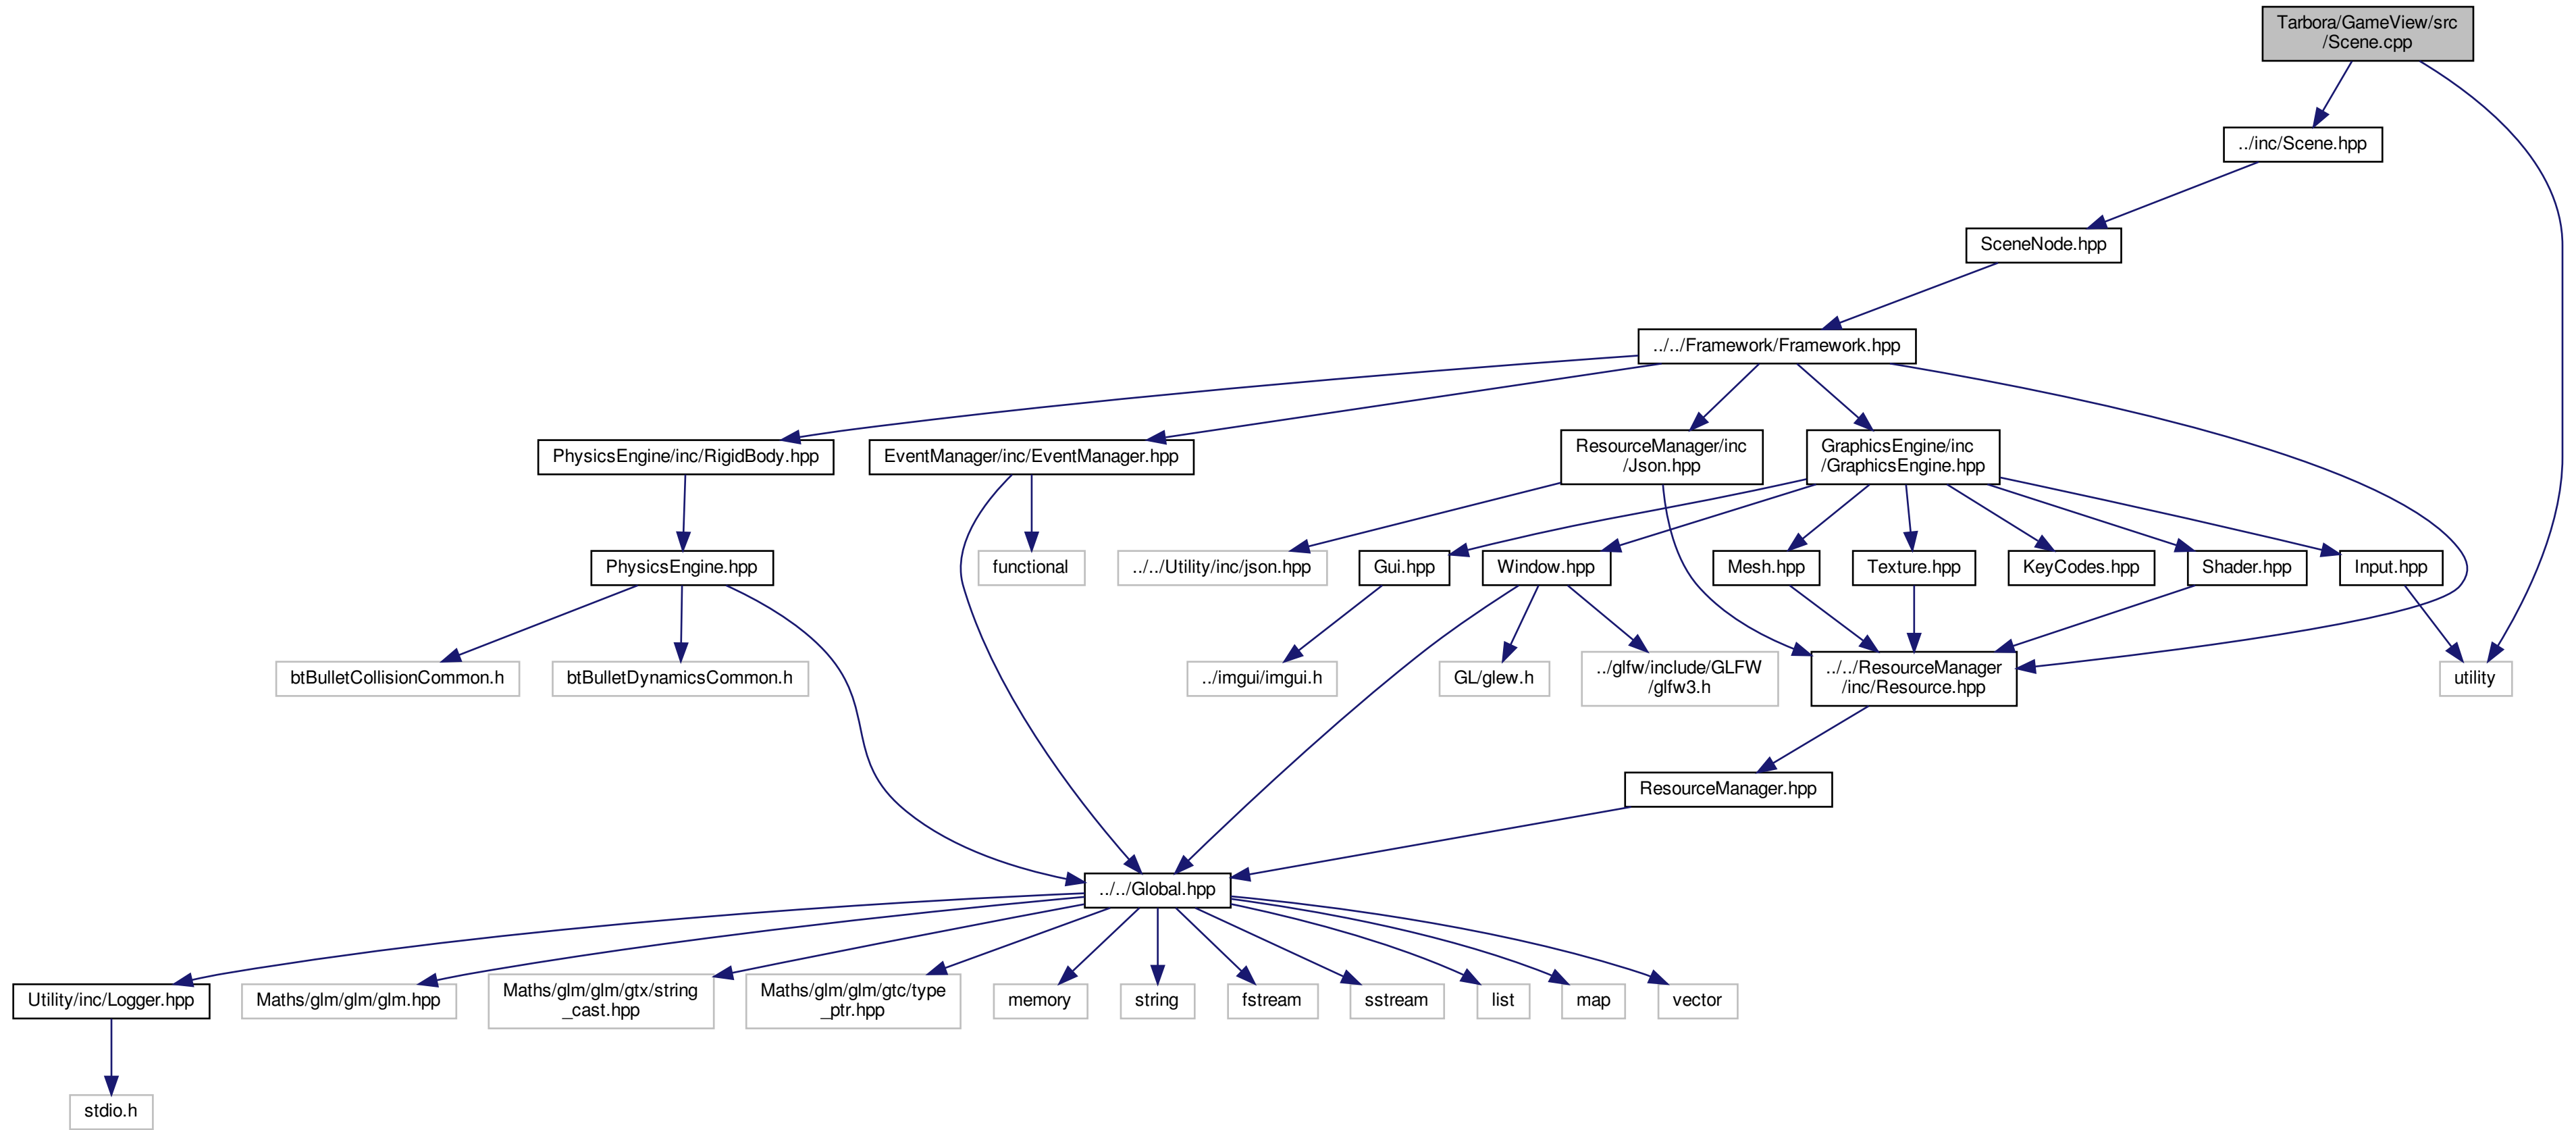 Tarbora/GameView/src
/Scene.cpp
../inc/Scene.hpp
SceneNode.hpp
../../Framework/Framework.hpp
PhysicsEngine/inc/RigidBody.hpp
EventManager/inc/EventManager.hpp
ResourceManager/inc
/Json.hpp
GraphicsEngine/inc
/GraphicsEngine.hpp
PhysicsEngine.hpp
functional
../../Utility/inc/json.hpp
Gui.hpp
Window.hpp
Mesh.hpp
Texture.hpp
KeyCodes.hpp
Shader.hpp
Input.hpp
btBulletCollisionCommon.h
btBulletDynamicsCommon.h
../imgui/imgui.h
GL/glew.h
../glfw/include/GLFW
/glfw3.h
../../ResourceManager
/inc/Resource.hpp
utility
ResourceManager.hpp
../../Global.hpp
Utility/inc/Logger.hpp
Maths/glm/glm/glm.hpp
Maths/glm/glm/gtx/string
_cast.hpp
Maths/glm/glm/gtc/type
_ptr.hpp
memory
string
fstream
sstream
list
map
vector
stdio.h